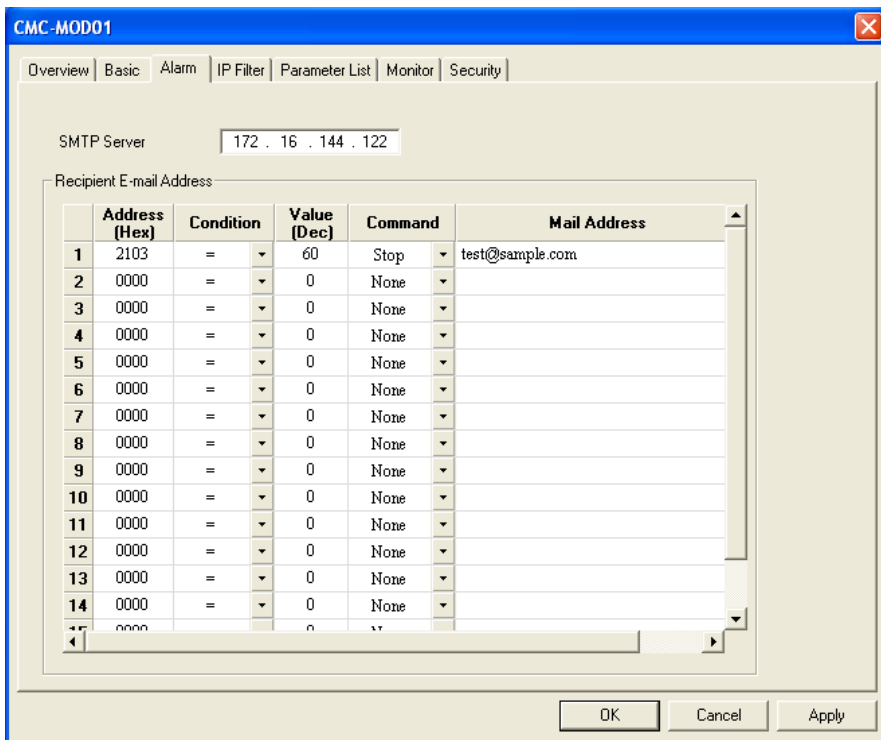 CMC-MOD01
Overview Basic Alarm IP Filter Parameter List Monitor Security
SMTP Server 172 . 16 . 144 . 122
Recipient E-mail Address
Address (Hex) Condition Value (Dec) Command Mail Address
1 2103 = 60 Stop test@sample.com
2 0000 = 0 None
3 0000 = 0 None
4 0000 = 0 None
5 0000 = 0 None
6 0000 = 0 None
7 0000 = 0 None
8 0000 = 0 None
9 0000 = 0 None
10 0000 = 0 None
11 0000 = 0 None
12 0000 = 0 None
13 0000 = 0 None
14 0000 = 0 None
OK Cancel Apply